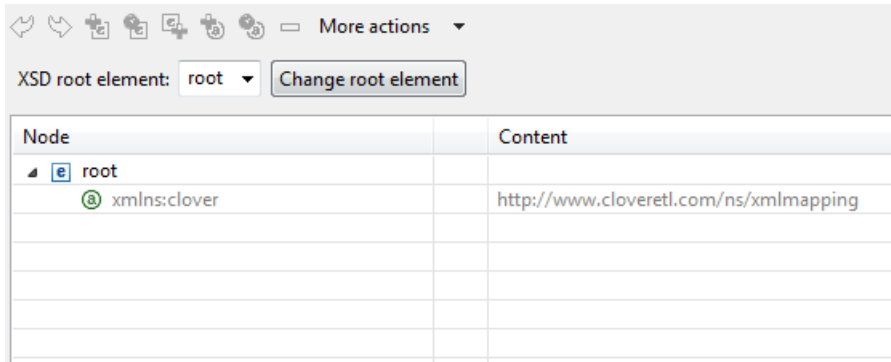 More actions
XSD root element: root Change root element
Node Content
e root
a xmlns:clover http://www.cloveretl.com/ns/xmlmapping